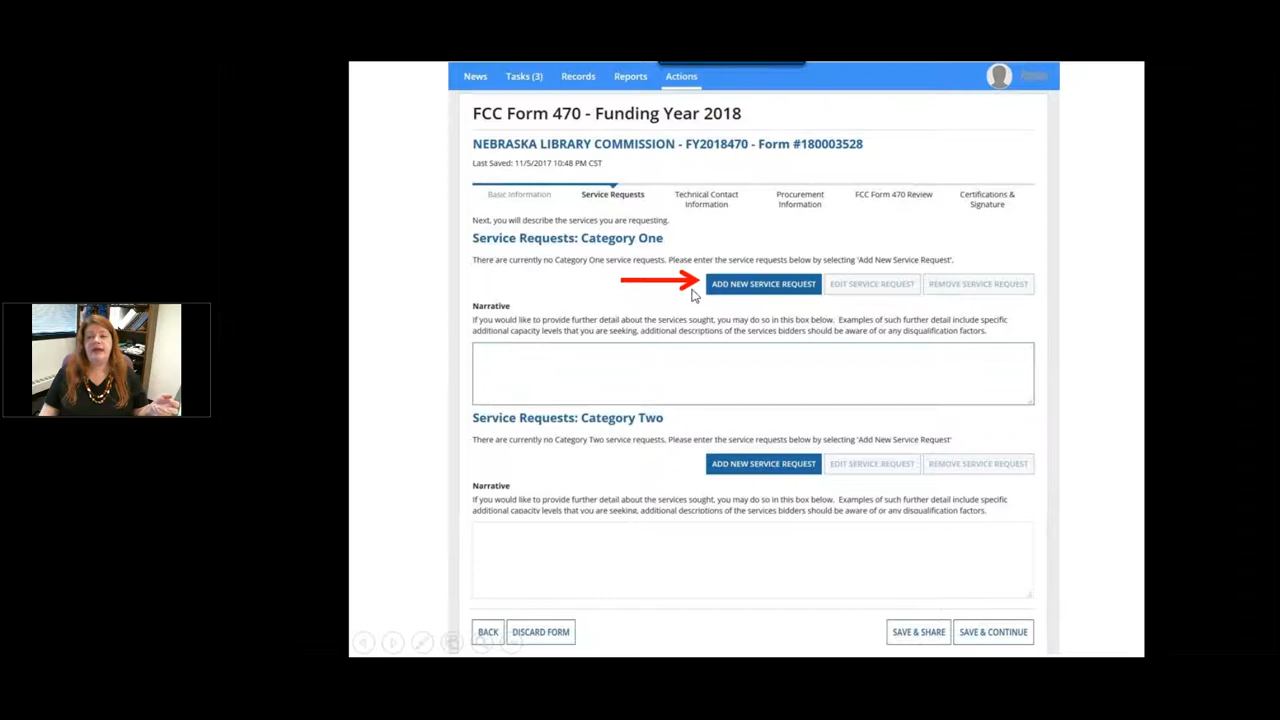 News Tasks (3) Records Reports Actions
FCC Form 470 - Funding Year 2018
NEBRASKA LIBRARY COMMISSION - FY2018470 - Form #180003528
Last Saved: 11/5/2017 10:48 PM CST
Basic Information Service Requests Technical Contact Information Procurement Information FCC Form 470 Review Certifications & Signature
Next, you will describe the services you are requesting.
Service Requests: Category One
There are currently no Category One service requests. Please enter the service requests below by selecting 'Add New Service Request'.
ADD NEW SERVICE REQUEST EDIT SERVICE REQUEST REMOVE SERVICE REQUEST
Narrative
If you would like to provide further detail about the services sought, you may do so in this box below. Examples of such further detail include specific
additional capacity levels that you are seeking, additional descriptions of the services bidders should be aware of or any disqualification factors.
Service Requests: Category Two
There are currently no Category Two service requests. Please enter the service requests below by selecting 'Add New Service Request'
ADD NEW SERVICE REQUEST EDIT SERVICE REQUEST REMOVE SERVICE REQUEST
Narrative
If you would like to provide further detail about the services sought, you may do so in this box below. Examples of such further detail include specific
additional capacity levels that you are seeking, additional descriptions of the services bidders should be aware of or any disqualification factors.
BACK DISCARD FORM SAVE & SHARE SAVE & CONTINUE